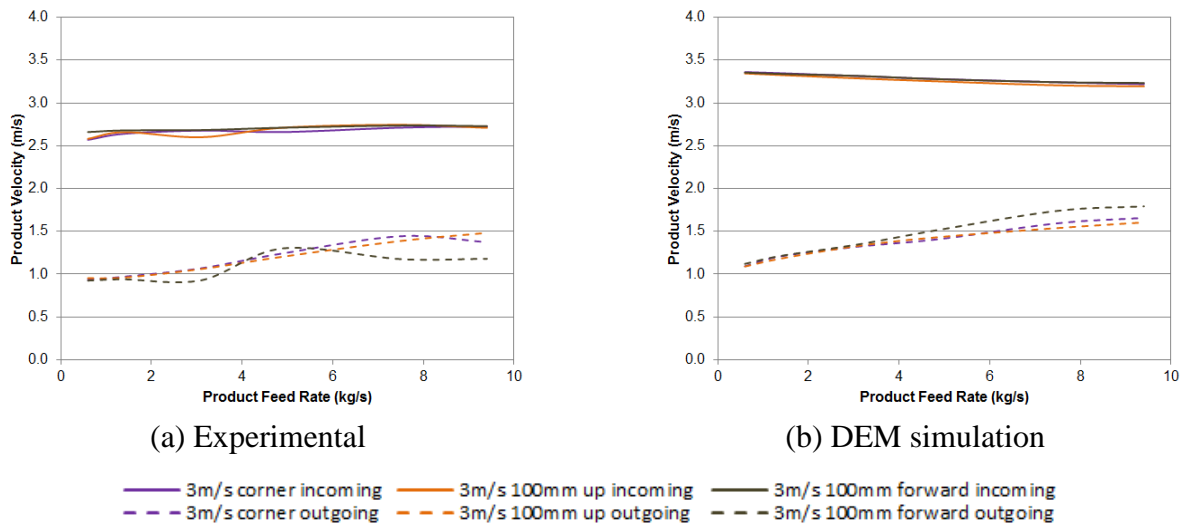 4.0
3.5
3.0
2.5
2.0
1.5
1.0
0.5
0.0
Product Velocity (m/s)
0 2 4 6 8 10
Product Feed Rate (kg/s)
(a) Experimental
4.0
3.5
3.0
2.5
2.0
1.5
1.0
0.5
0.0
Product Velocity (m/s)
0 2 4 6 8 10
Product Feed Rate (kg/s)
(b) DEM simulation
3m/s corner incoming 3m/s 100mm up incoming 3m/s 100mm forward incoming
3m/s corner outgoing 3m/s 100mm up outgoing 3m/s 100mm forward outgoing